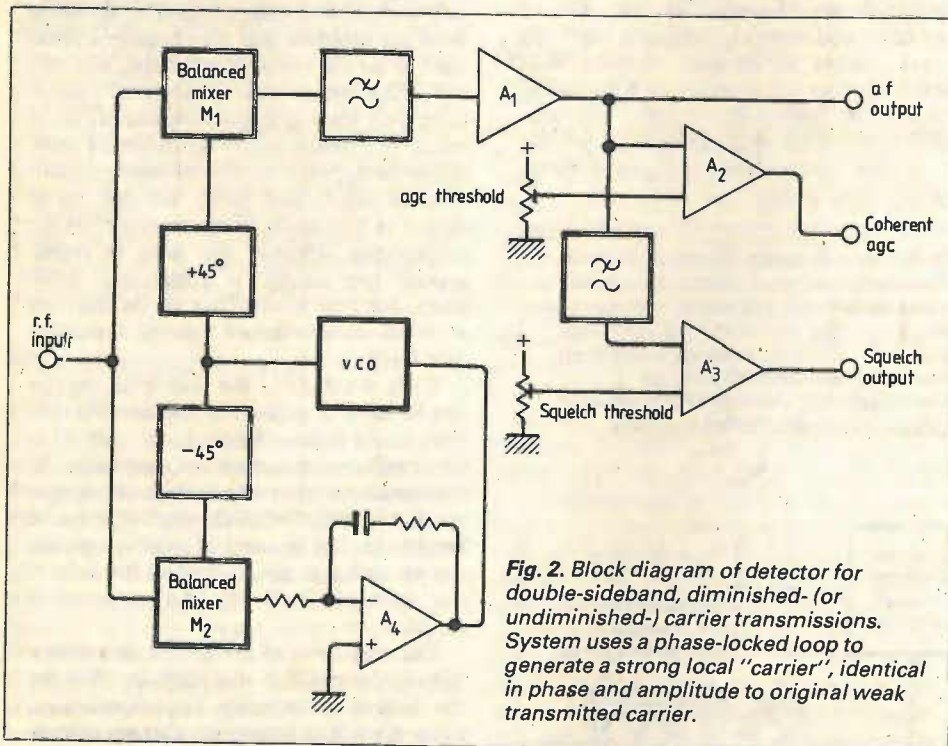 Balanced
mixer
M₁
A₁
a f
output
A₂
agc threshold
+
Coherent
agc
+45°
r.f.
input
vco
A₃
+
Squelch threshold
Squelch
output
-45°
Balanced
mixer
M₂
A₄
+
Fig. 2. Block diagram of detector for
double-sideband, diminished- (or
undiminished-) carrier transmissions.
System uses a phase-locked loop to
generate a strong local "carrier", identical
in phase and amplitude to original weak
transmitted carrier.